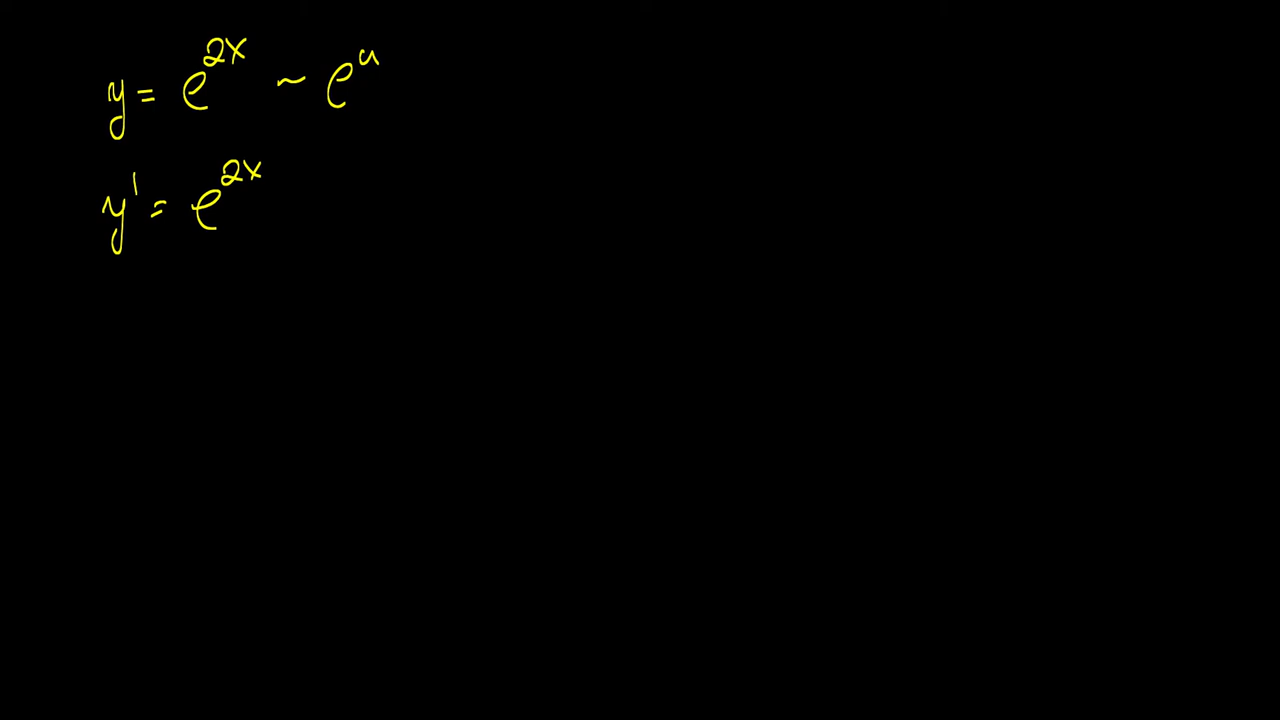 y = e^{2x} ~ e^{u}
y' = e^{2x}